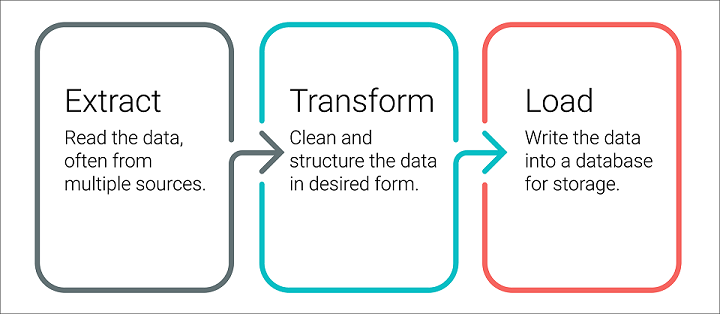 Extract
Read the data,
often from
multiple sources.
Transform
Clean and
structure the data
in desired form.
Load
Write the data
into a database
for storage.